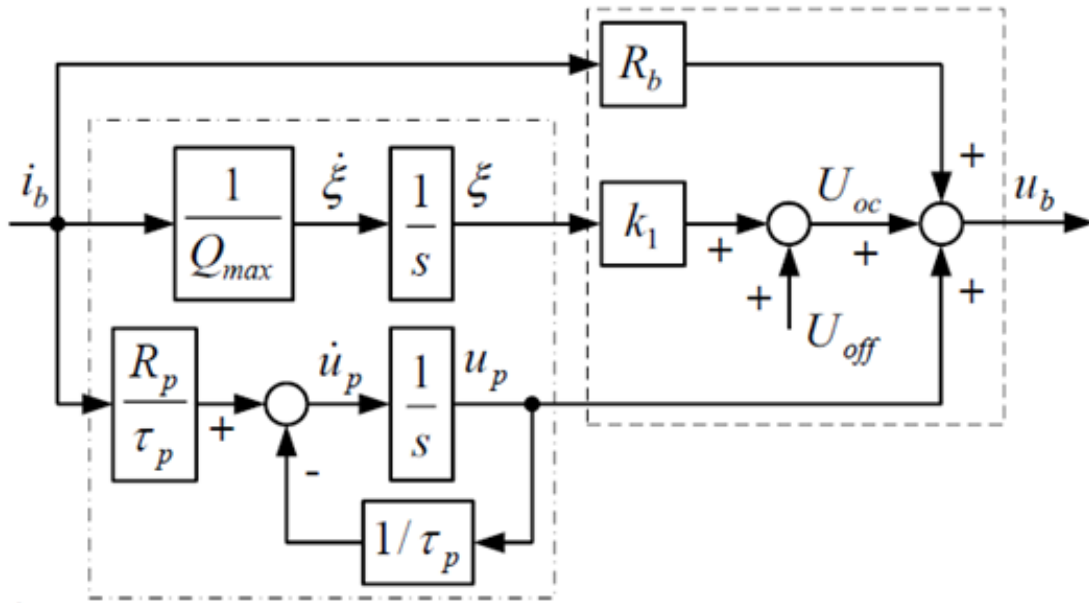 R_b
i_b
1
Q_max
ξ̇
1
s
ξ
k_1
+
+
U_off
U_oc
+
+
+
u_b
R_p
τ_p
+
-
u̇_p
1
s
u_p
1/τ_p